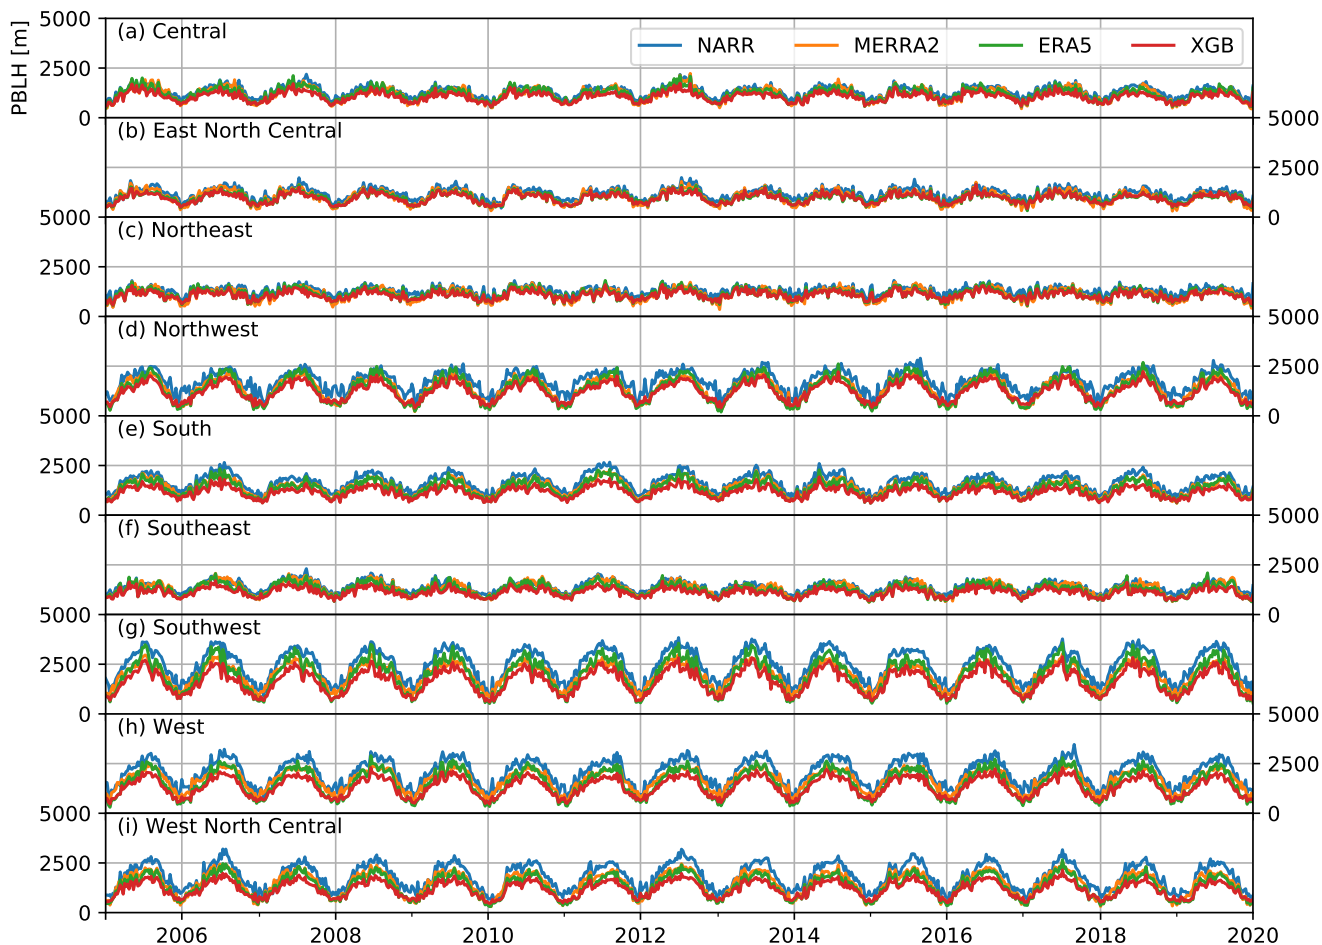 PBLH [m]
5000
(a) Central
NARR MERRA2 ERA5 XGB
2500
0 5000
(b) East North Central
2500
5000 0
(c) Northeast
2500
0 5000
(d) Northwest
2500
5000 0
(e) South
2500
0 5000
(f) Southeast
2500
5000 0
(g) Southwest
2500
0 5000
(h) West
2500
5000 0
(i) West North Central
2500
0
2006 2008 2010 2012 2014 2016 2018 2020